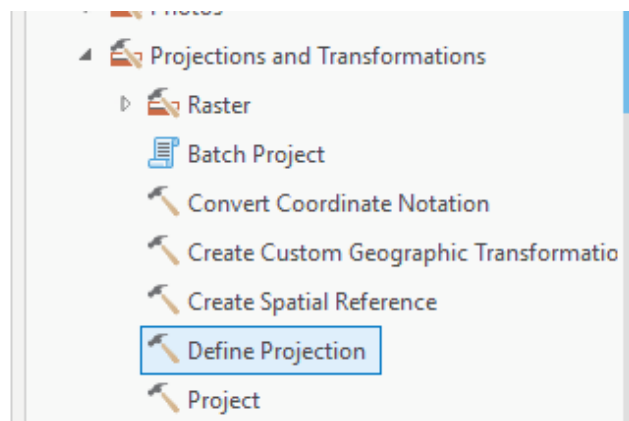 Photos
Projections and Transformations
Raster
Batch Project
Convert Coordinate Notation
Create Custom Geographic Transformatio
Create Spatial Reference
Define Projection
Project